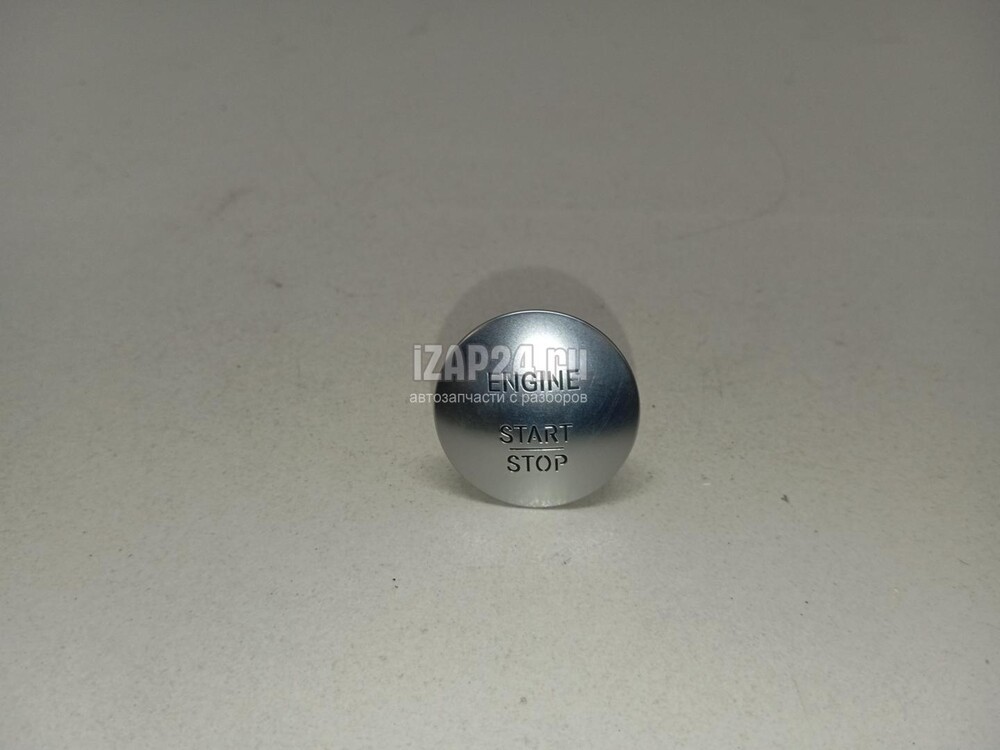 iZAP24.ru
ENGINE
автозапчасти с разборов
START
STOP